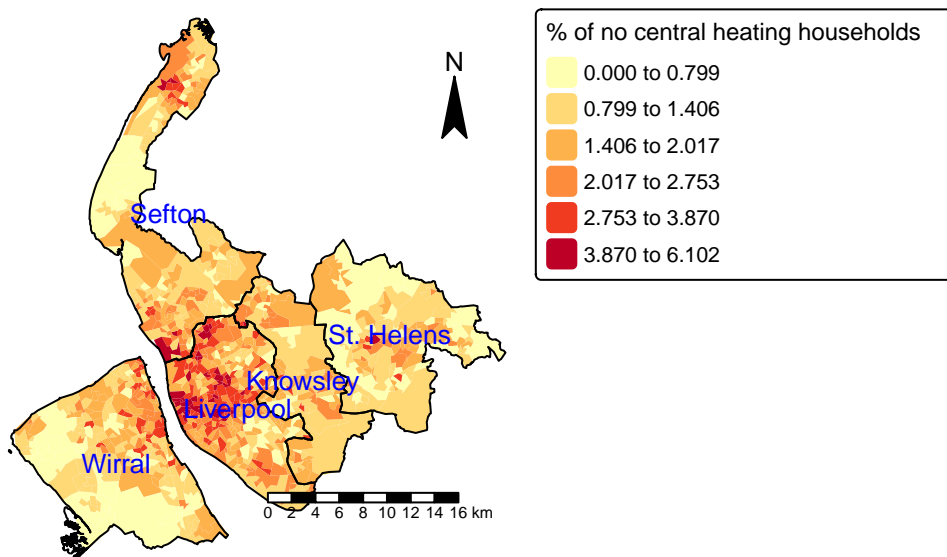 % of no central heating households
0.000 to 0.799
0.799 to 1.406
1.406 to 2.017
2.017 to 2.753
2.753 to 3.870
3.870 to 6.102
N
Sefton
St. Helens
Knowsley
Liverpool
Wirral
0 2 4 6 8 10 12 14 16 km